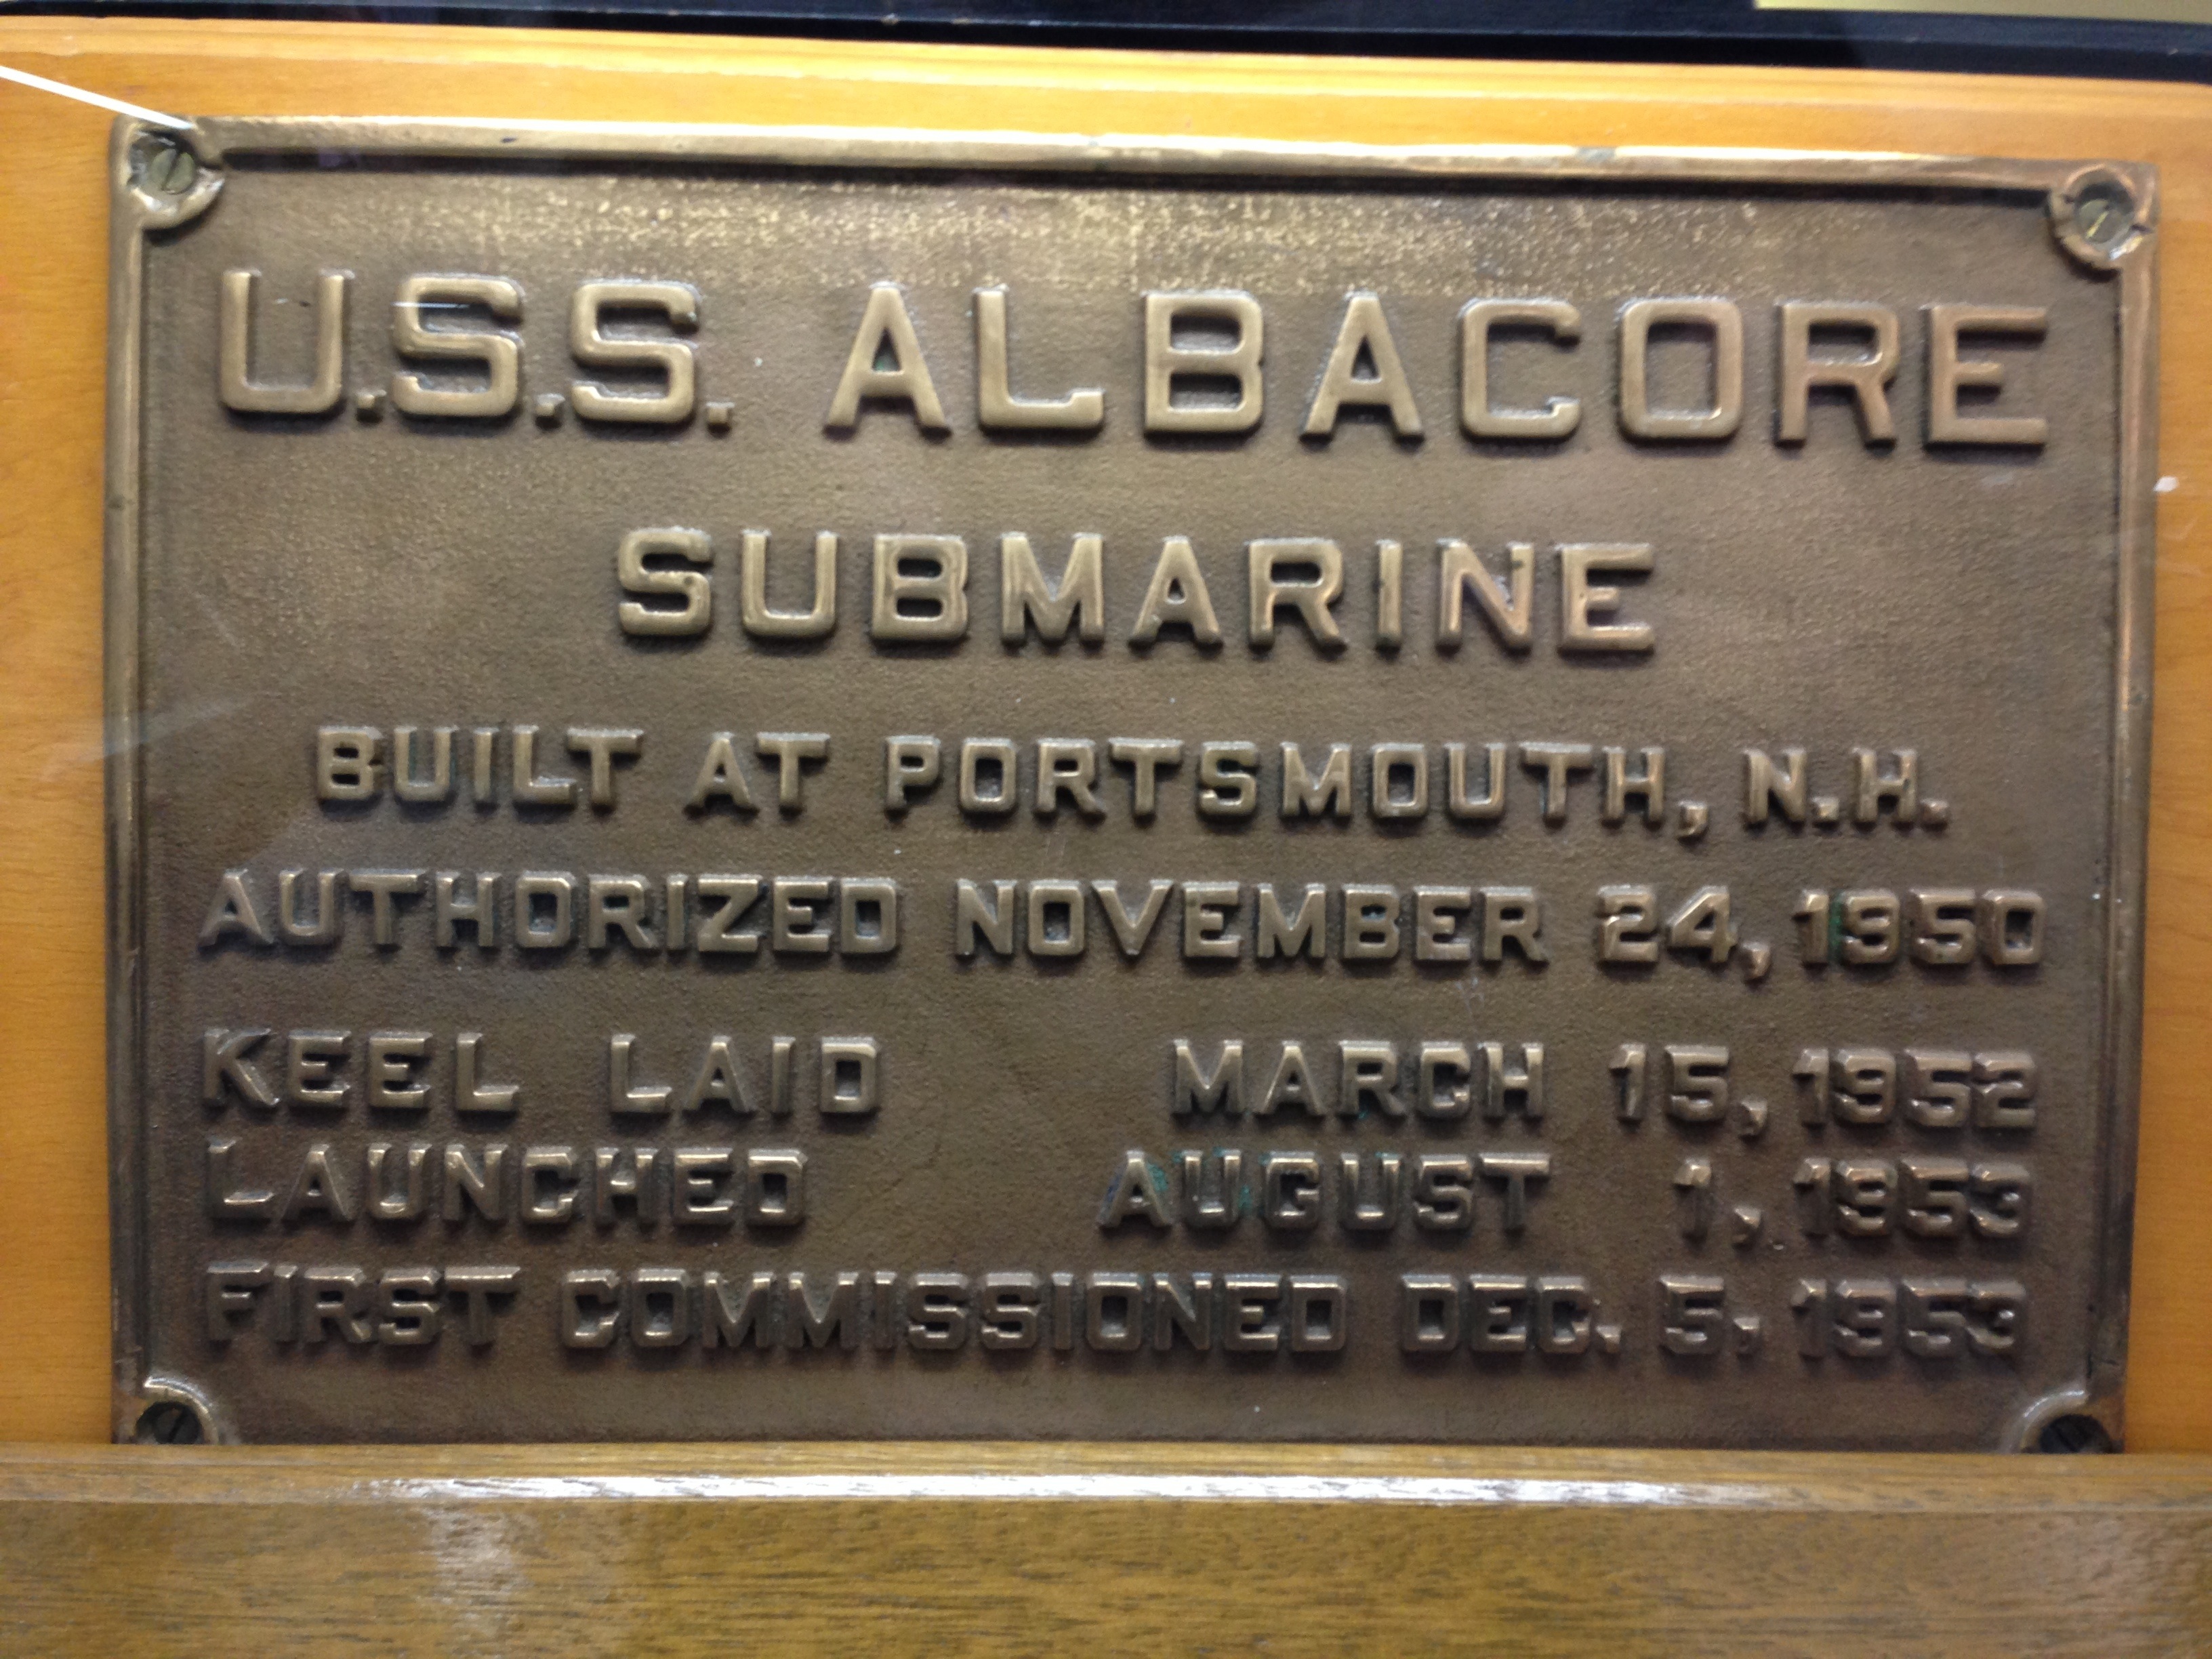 U.S.S. ALBACORE
SUBMARINE
BUILT AT PORTSMOUTH, N.H.
AUTHORIZED NOVEMBER 24, 1950
KEEL LAID MARCH 15, 1952
LAUNCHED AUGUST 1, 1953
FIRST COMMISSIONED DEC. 5, 1953